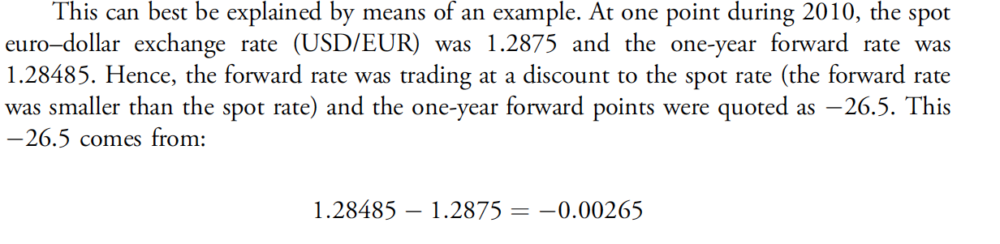 This can best be explained by means of an example. At one point during 2010, the spot
euro–dollar exchange rate (USD/EUR) was 1.2875 and the one-year forward rate was
1.28485. Hence, the forward rate was trading at a discount to the spot rate (the forward rate
was smaller than the spot rate) and the one-year forward points were quoted as −26.5. This
−26.5 comes from:
1.28485 − 1.2875 = −0.00265